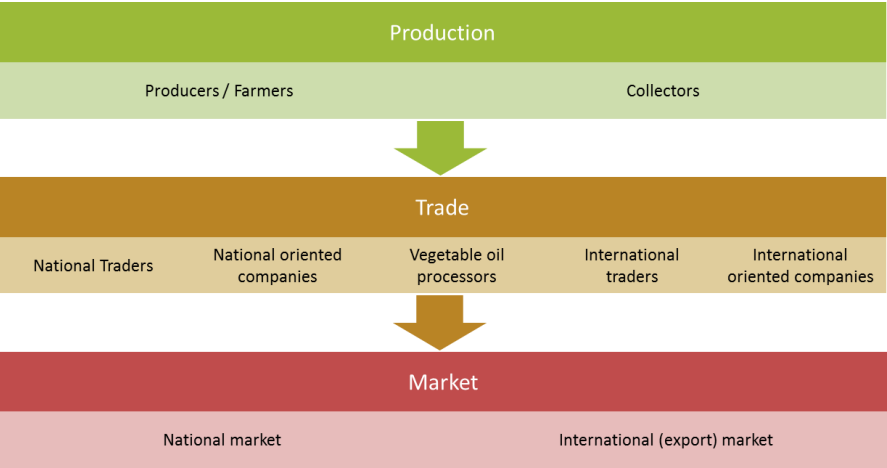 Production
Producers / Farmers
Collectors
Trade
National Traders
National oriented
companies
Vegetable oil
processors
International
traders
International
oriented companies
Market
National market
International (export) market